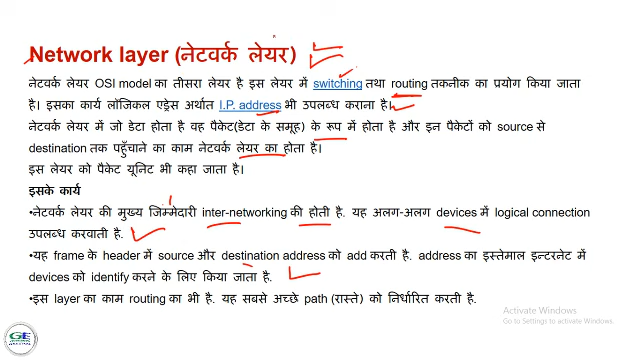 Network layer (नेटवर्क लेयर)
नेटवर्क लेयर OSI model का तीसरा लेयर है इस लेयर में switching तथा routing तकनीक का प्रयोग किया जाता
है। इसका कार्य लॉजिकल एड्रेस अर्थात I.P. address भी उपलब्ध कराना है।
नेटवर्क लेयर में जो डेटा होता है वह पैकेट(डेटा के समूह) के रूप में होता है और इन पैकेटों को source से
destination तक पहुँचाने का काम नेटवर्क लेयर का होता है।
इस लेयर को पैकेट यूनिट भी कहा जाता है।
इसके कार्य
•नेटवर्क लेयर की मुख्य जिम्मेदारी inter-networking की होती है. यह अलग-अलग devices में logical connection
उपलब्ध करवाती है.
•यह frame के header में source और destination address को add करती है. address का इस्तेमाल इन्टरनेट में
devices को identify करने के लिए किया जाता है.
•इस layer का काम routing का भी है. यह सबसे अच्छे path (रास्ते) को निर्धारित करती है.
Activate Windows
Go to Settings to activate Windows.
GE